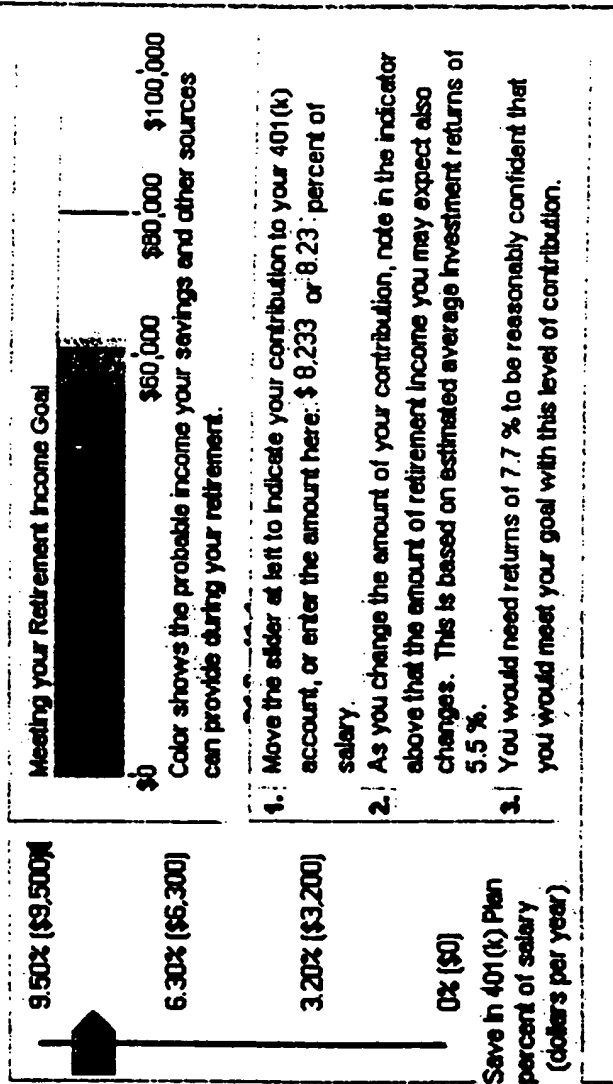 Meeting your Retirement Income Goal
$0 $60,000 $80,000 $100,000
Color shows the probable income your savings and other sources
can provide during your retirement.
1. Move the slider at left to indicate your contribution to your 401(k)
account, or enter the amount here: $ 8,233 or 8.23 percent of
salary.
2. As you change the amount of your contribution, note in the indicator
above that the amount of retirement income you may expect also
changes. This is based on estimated average investment returns of
5.5 %.
3. You would need returns of 7.7 % to be reasonably confident that
you would meet your goal with this level of contribution.
9.50% ($9,500)
6.30% ($6,300)
3.20% ($3,200)
0% ($0)
Save in 401(k) Plan
percent of salary
(dollars per year)